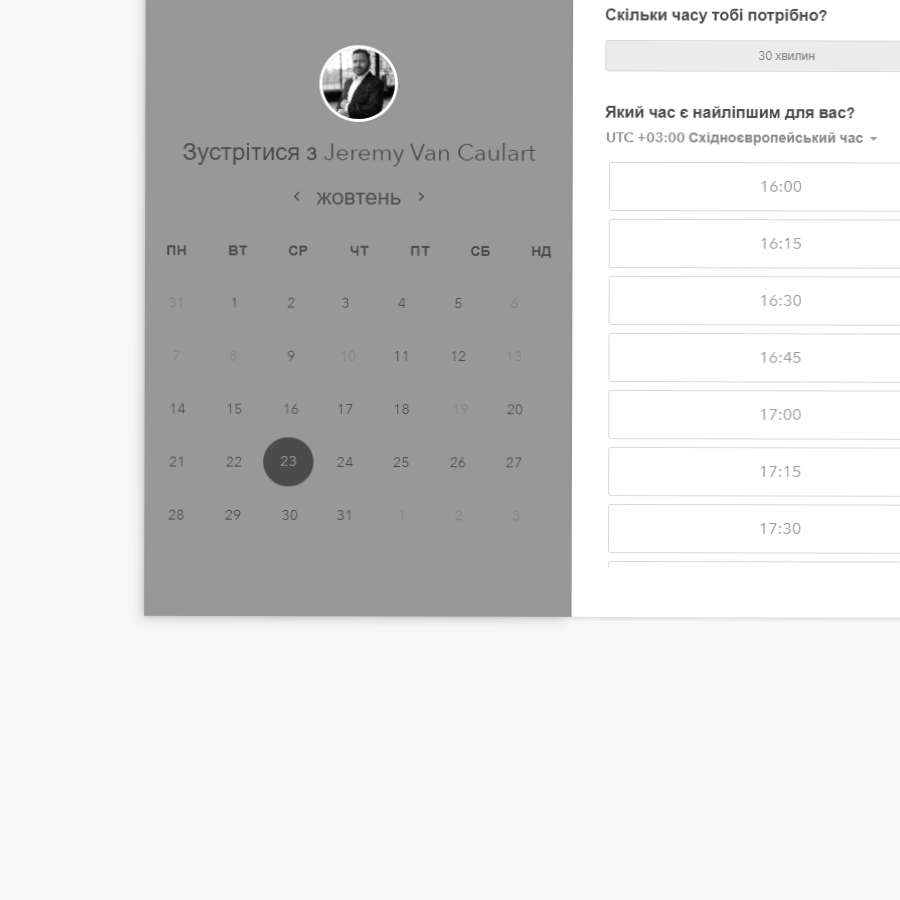 Зустрітися з Jeremy Van Caulart
жовтень
ПН ВТ СР ЧТ ПТ СБ НД
31 1 2 3 4 5 6
7 8 9 10 11 12 13
14 15 16 17 18 19 20
21 22 23 24 25 26 27
28 29 30 31 1 2 3
Скільки часу тобі потрібно?
30 хвилин
Який час є найліпшим для вас?
UTC +03:00 Східноєвропейський час
16:00
16:15
16:30
16:45
17:00
17:15
17:30